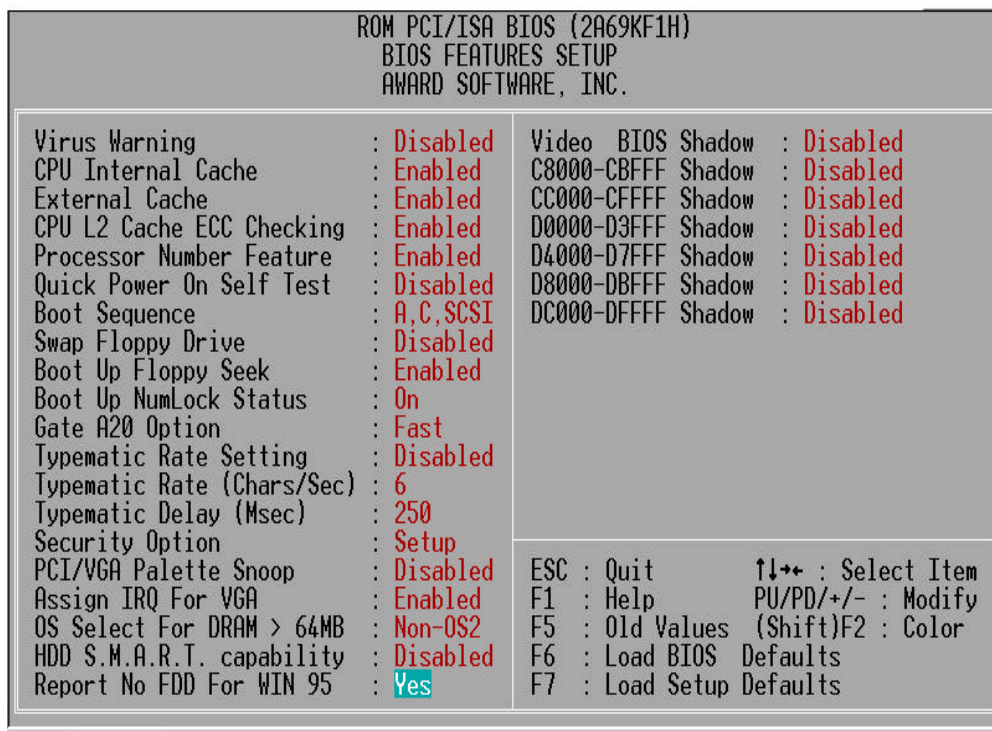 ROM PCI/ISA BIOS (2A69KF1H)
BIOS FEATURES SETUP
AWARD SOFTWARE, INC.
Virus Warning : Disabled
CPU Internal Cache : Enabled
External Cache : Enabled
CPU L2 Cache ECC Checking : Enabled
Processor Number Feature : Enabled
Quick Power On Self Test : Disabled
Boot Sequence : A,C,SCSI
Swap Floppy Drive : Disabled
Boot Up Floppy Seek : Enabled
Boot Up NumLock Status : On
Gate A20 Option : Fast
Typematic Rate Setting : Disabled
Typematic Rate (Chars/Sec) : 6
Typematic Delay (Msec) : 250
Security Option : Setup
PCI/VGA Palette Snoop : Disabled
Assign IRQ For VGA : Enabled
OS Select For DRAM > 64MB : Non-OS2
HDD S.M.A.R.T. capability : Disabled
Report No FDD For WIN 95 : Yes
Video BIOS Shadow : Disabled
C8000-CBFFF Shadow : Disabled
CC000-CFFFF Shadow : Disabled
D0000-D3FFF Shadow : Disabled
D4000-D7FFF Shadow : Disabled
D8000-DBFFF Shadow : Disabled
DC000-DFFFF Shadow : Disabled
ESC : Quit ↑↓→← : Select Item
F1 : Help PU/PD/+/- : Modify
F5 : Old Values (Shift)F2 : Color
F6 : Load BIOS Defaults
F7 : Load Setup Defaults